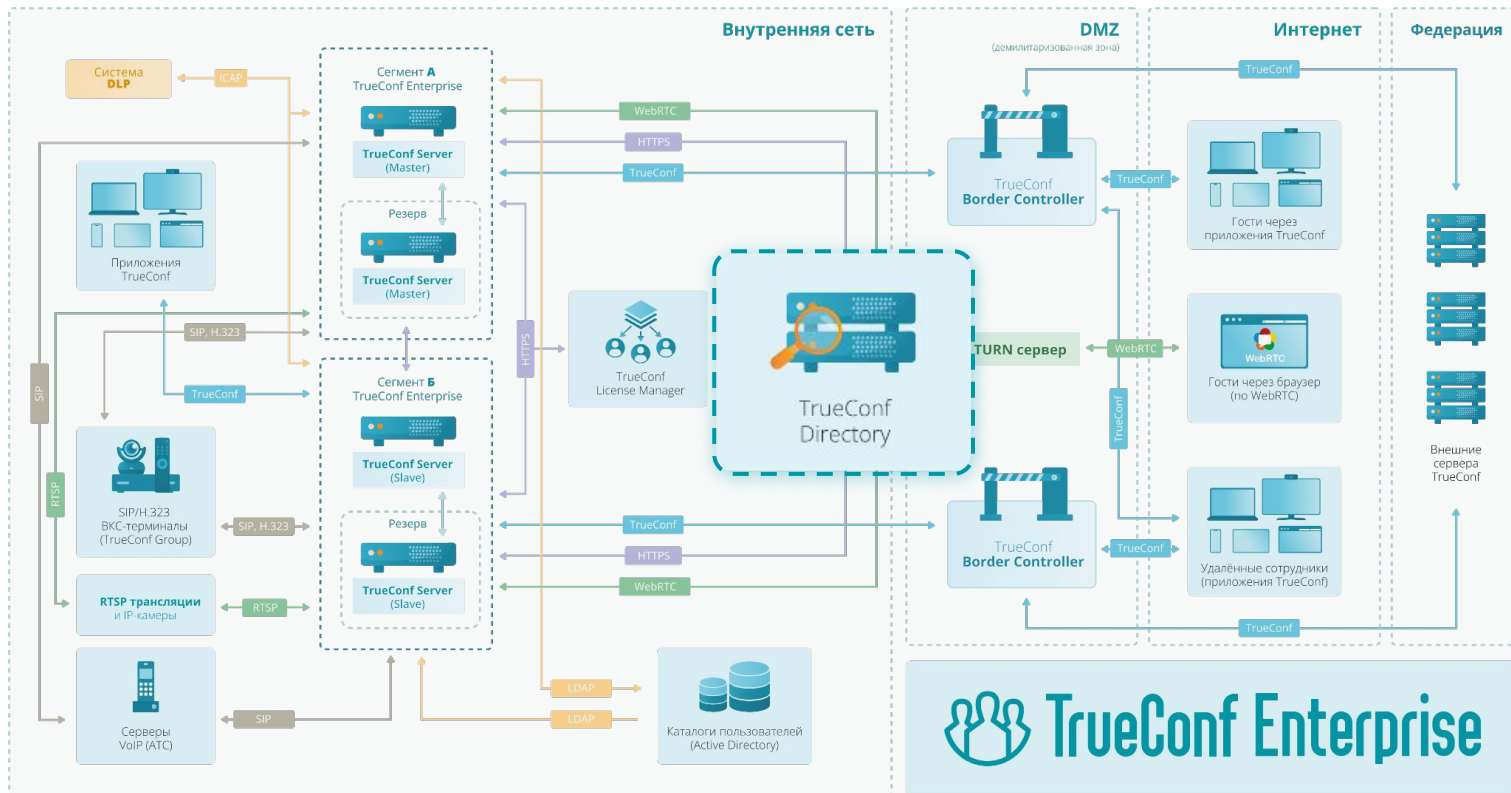 Внутренняя сеть
DMZ
(демилитаризованная зона)
Интернет
Федерация
Система
DLP
ICAP
Сегмент А
TrueConf Enterprise
TrueConf Server
(Master)
Резерв
TrueConf Server
(Master)
WebRTC
HTTPS
TrueConf
TrueConf
TrueConf
Border Controller
TrueConf
Гости через
приложения TrueConf
Приложения
TrueConf
SIP, H.323
SIP
HTTPS
TrueConf
License Manager
TrueConf
Directory
TURN сервер
WebRTC
WebRTC
Гости через браузер
(по WebRTC)
TrueConf
Внешние
сервера
TrueConf
Сегмент Б
TrueConf Enterprise
TrueConf Server
(Slave)
Резерв
TrueConf Server
(Slave)
TrueConf
RTSP
SIP/H.323
ВКС-терминалы
(TrueConf Group)
SIP, H.323
TrueConf
HTTPS
WebRTC
TrueConf
Border Controller
TrueConf
Удалённые сотрудники
(приложения TrueConf)
TrueConf
RTSP трансляции
и IP-камеры
RTSP
Серверы
VoIP (АТС)
SIP
LDAP
LDAP
Каталоги пользователей
(Active Directory)
TrueConf Enterprise